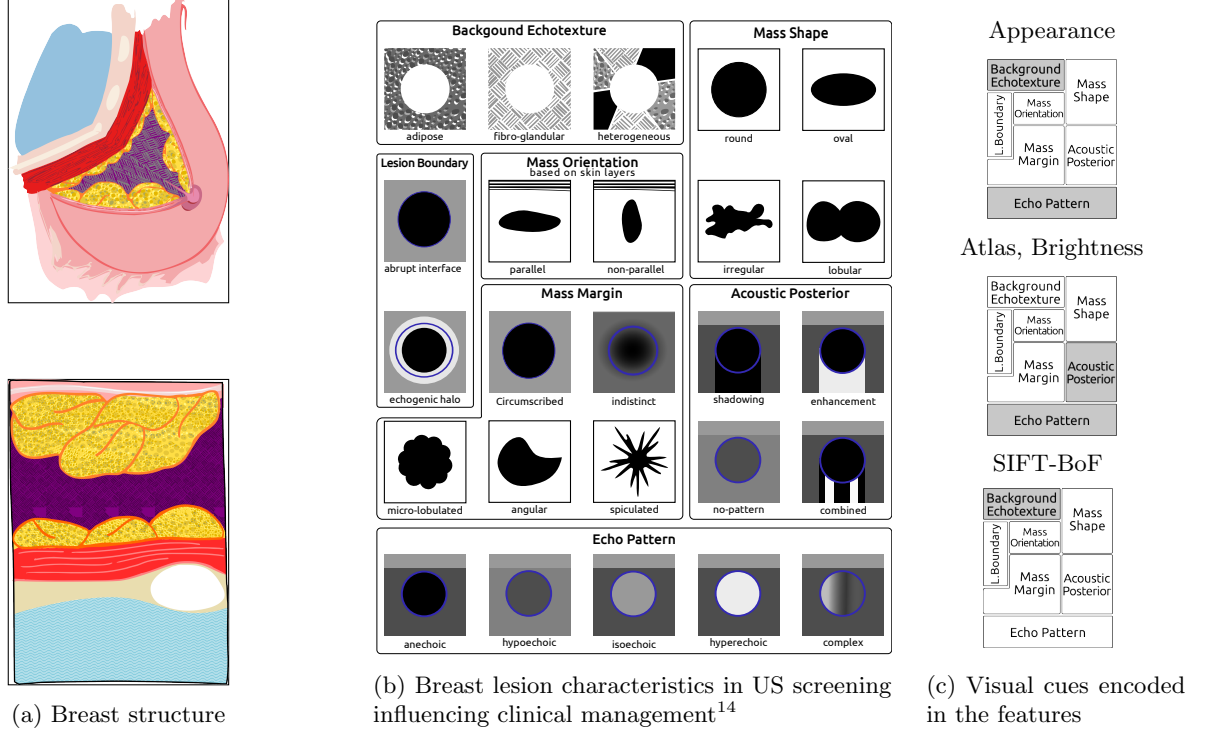 Backgound Echotexture
adipose
fibro-glandular
heterogeneous
Mass Shape
round
oval
irregular
lobular
Lesion Boundary
abrupt interface
echogenic halo
Mass Orientation
based on skin layers
parallel
non-parallel
Mass Margin
Circumscribed
indistinct
micro-lobulated
angular
spiculated
Acoustic Posterior
shadowing
enhancement
no-pattern
combined
Echo Pattern
anechoic
hypoechoic
isoechoic
hyperechoic
complex
Appearance
Background
Echotexture
Mass
Shape
L.Boundary
Mass
Orientation
Mass
Margin
Acoustic
Posterior
Echo Pattern
Atlas, Brightness
Background
Echotexture
Mass
Shape
L.Boundary
Mass
Orientation
Mass
Margin
Acoustic
Posterior
Echo Pattern
SIFT-BoF
Background
Echotexture
Mass
Shape
L.Boundary
Mass
Orientation
Mass
Margin
Acoustic
Posterior
Echo Pattern
(a) Breast structure
(b) Breast lesion characteristics in US screening
influencing clinical management14
(c) Visual cues encoded
in the features